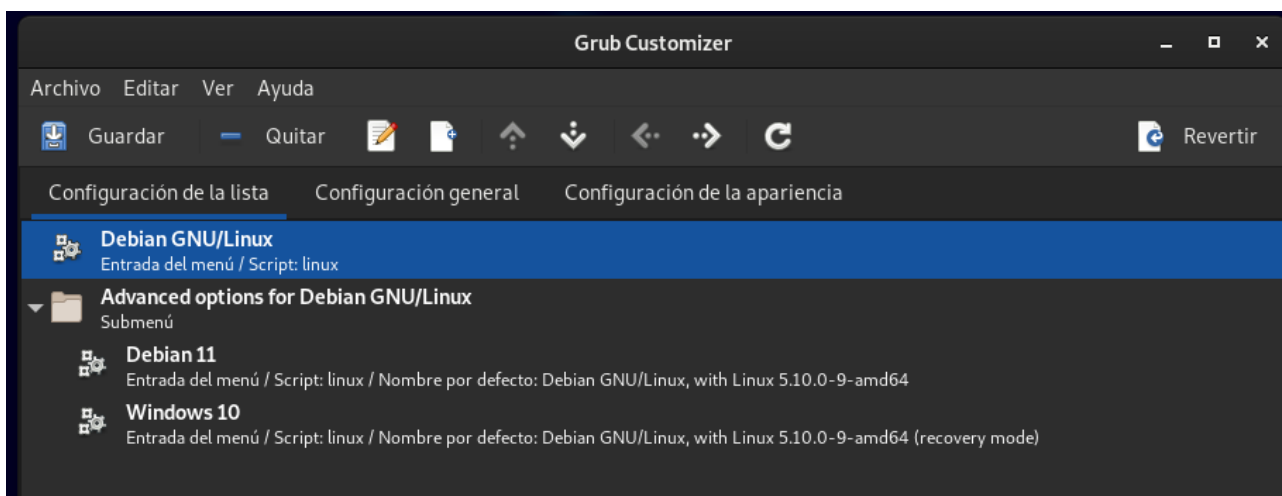 Grub Customizer
Archivo Editar Ver Ayuda
Guardar Quitar Revertir
Configuración de la lista Configuración general Configuración de la apariencia
Debian GNU/Linux
Entrada del menú / Script: linux
Advanced options for Debian GNU/Linux
Submenú
Debian 11
Entrada del menú / Script: linux / Nombre por defecto: Debian GNU/Linux, with Linux 5.10.0-9-amd64
Windows 10
Entrada del menú / Script: linux / Nombre por defecto: Debian GNU/Linux, with Linux 5.10.0-9-amd64 (recovery mode)